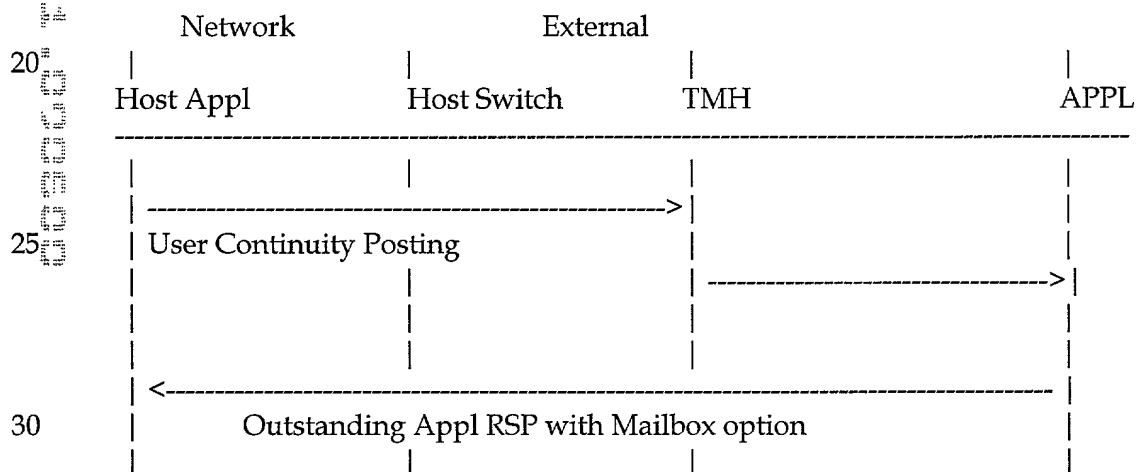 Network External
20
Host Appl Host Switch TMH APPL
25 User Continuity Posting
30 Outstanding Appl RSP with Mailbox option